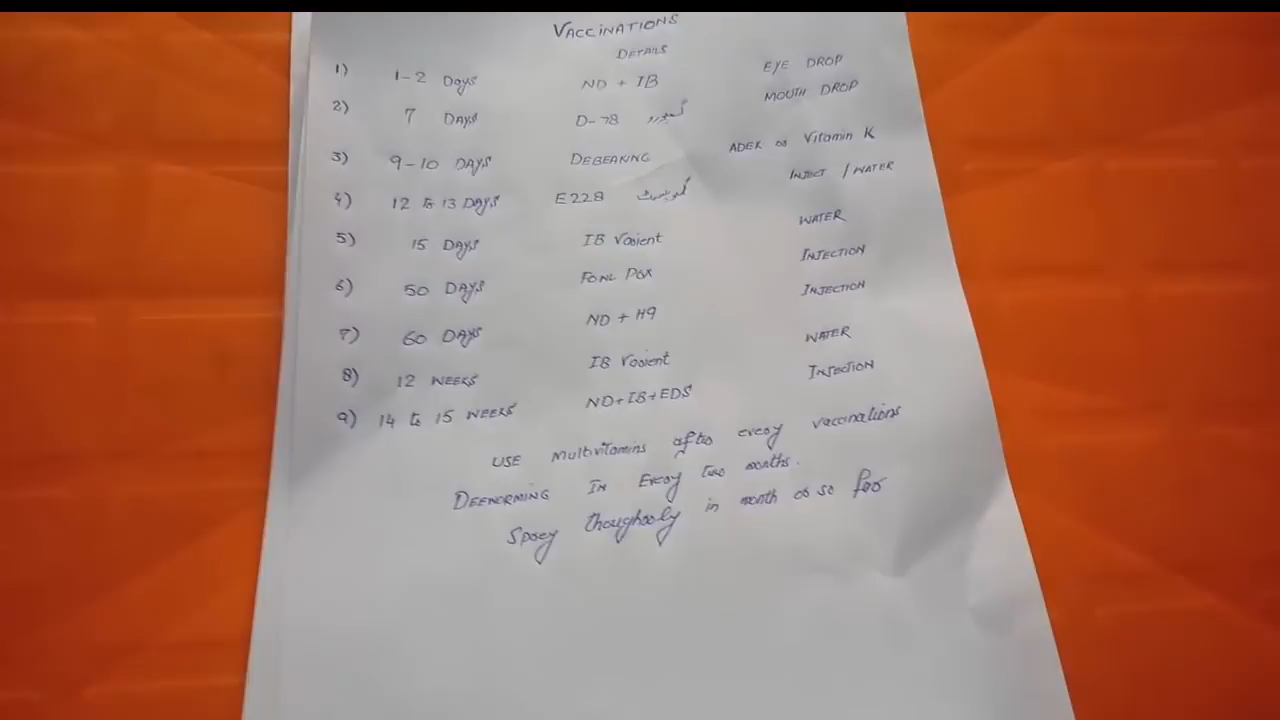 VACCINATIONS
DETAILS
1) 1-2 Days ND + IB EYE DROP
2) 7 DAYS D-78 گمبورو MOUTH DROP
3) 9-10 DAYS DEBEAKING ADEK or Vitamin K
4) 12 to 13 DAYS E228 INJECT / WATER
5) 15 DAYS IB Varient WATER
6) 50 DAYS FOWL POX INJECTION
7) 60 DAYS ND + H9 INJECTION
8) 12 WEEKS IB Varient WATER
9) 14 to 15 WEEKS ND+IB+EDS INJECTION
USE Multivitamins after every vaccinations
DEEWORMING IN Every two months.
Sprey thoughroly in month or so for